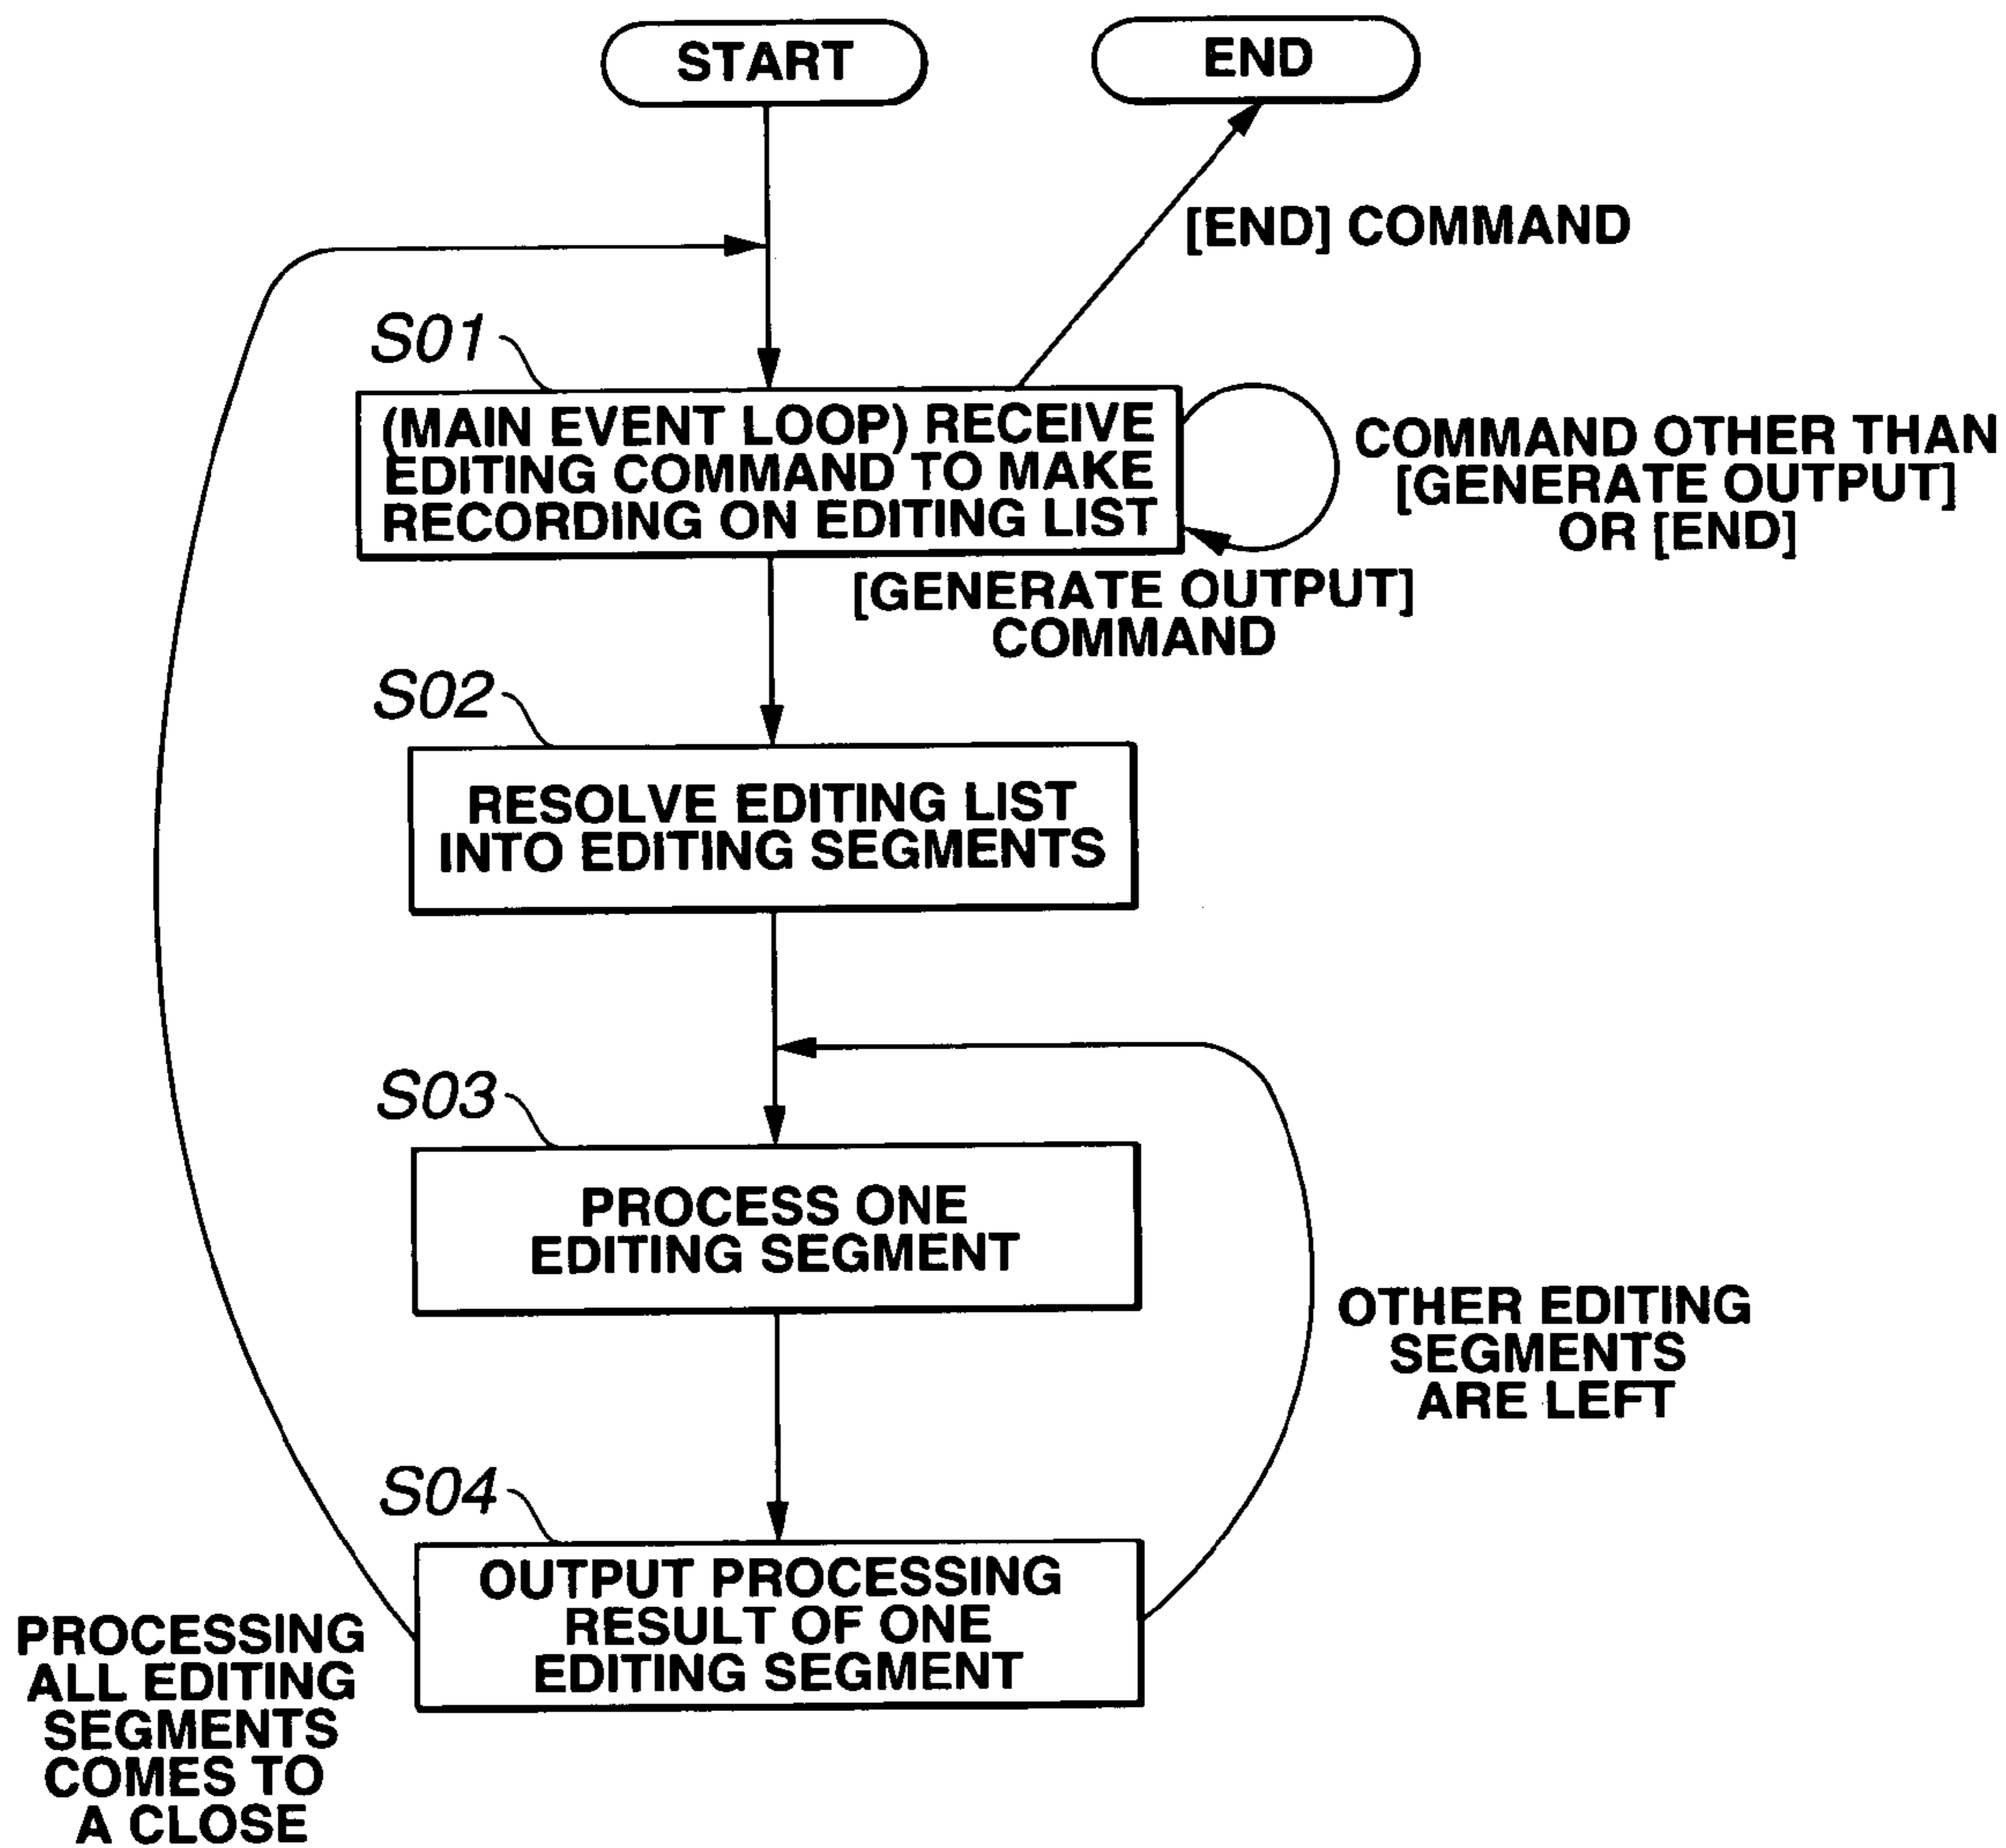 START
END
[END] COMMAND
S01
(MAIN EVENT LOOP) RECEIVE
EDITING COMMAND TO MAKE
RECORDING ON EDITING LIST
COMMAND OTHER THAN
[GENERATE OUTPUT]
OR [END]
[GENERATE OUTPUT]
COMMAND
S02
RESOLVE EDITING LIST
INTO EDITING SEGMENTS
S03
PROCESS ONE
EDITING SEGMENT
OTHER EDITING
SEGMENTS
ARE LEFT
S04
OUTPUT PROCESSING
RESULT OF ONE
EDITING SEGMENT
PROCESSING
ALL EDITING
SEGMENTS
COMES TO
A CLOSE